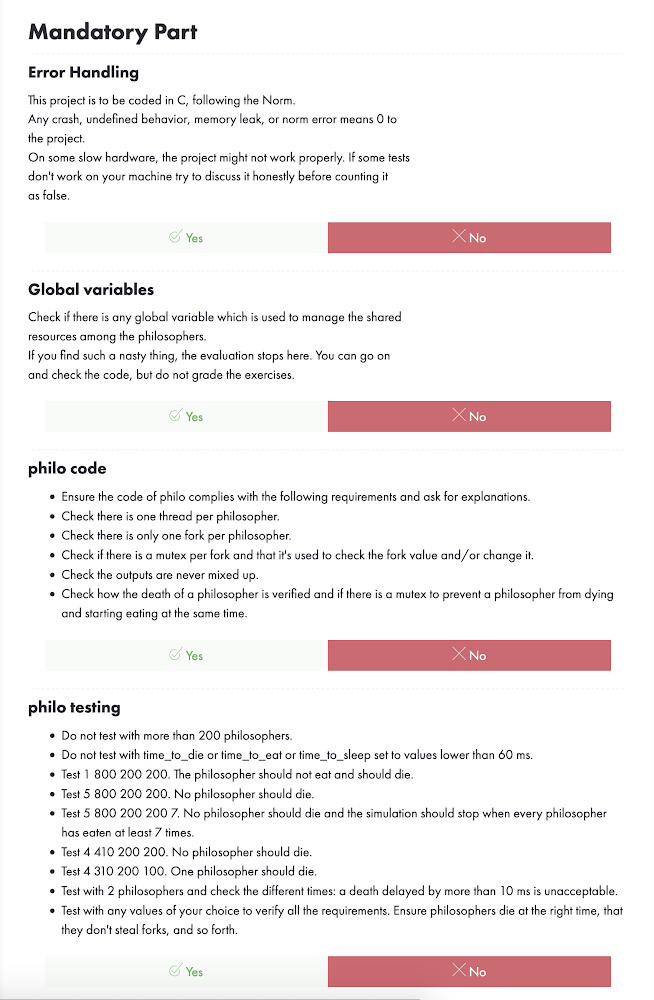 Mandatory Part
Error Handling
This project is to be coded in C, following the Norm.
Any crash, undefined behavior, memory leak, or norm error means 0 to
the project.
On some slow hardware, the project might not work properly. If some tests
don't work on your machine try to discuss it honestly before counting it
as false.
Yes
No
Global variables
Check if there is any global variable which is used to manage the shared
resources among the philosophers.
If you find such a nasty thing, the evaluation stops here. You can go on
and check the code, but do not grade the exercises.
Yes
No
philo code
• Ensure the code of philo complies with the following requirements and ask for explanations.
• Check there is one thread per philosopher.
• Check there is only one fork per philosopher.
• Check if there is a mutex per fork and that it's used to check the fork value and/or change it.
• Check the outputs are never mixed up.
• Check how the death of a philosopher is verified and if there is a mutex to prevent a philosopher from dying
and starting eating at the same time.
Yes
No
philo testing
• Do not test with more than 200 philosophers.
• Do not test with time_to_die or time_to_eat or time_to_sleep set to values lower than 60 ms.
• Test 1 800 200 200. The philosopher should not eat and should die.
• Test 5 800 200 200. No philosopher should die.
• Test 5 800 200 200 7. No philosopher should die and the simulation should stop when every philosopher
has eaten at least 7 times.
• Test 4 410 200 200. No philosopher should die.
• Test 4 310 200 100. One philosopher should die.
• Test with 2 philosophers and check the different times: a death delayed by more than 10 ms is unacceptable.
• Test with any values of your choice to verify all the requirements. Ensure philosophers die at the right time, that
they don't steal forks, and so forth.
Yes
No